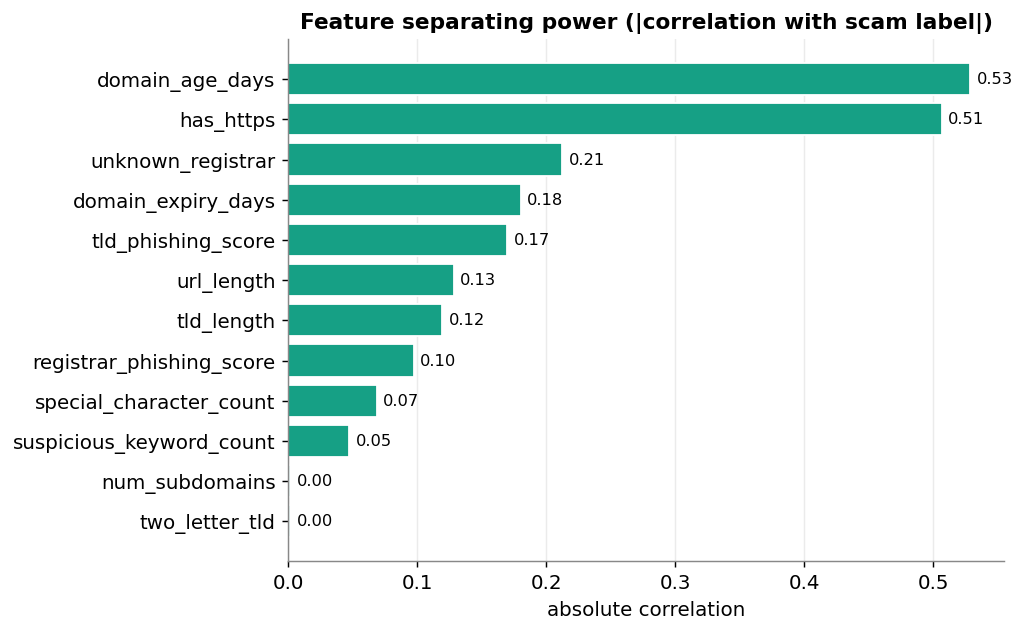 Feature separating power (|correlation with scam label|)
domain_age_days 0.53
has_https 0.51
unknown_registrar 0.21
domain_expiry_days 0.18
tld_phishing_score 0.17
url_length 0.13
tld_length 0.12
registrar_phishing_score 0.10
special_character_count 0.07
suspicious_keyword_count 0.05
num_subdomains 0.00
two_letter_tld 0.00
0.0 0.1 0.2 0.3 0.4 0.5
absolute correlation